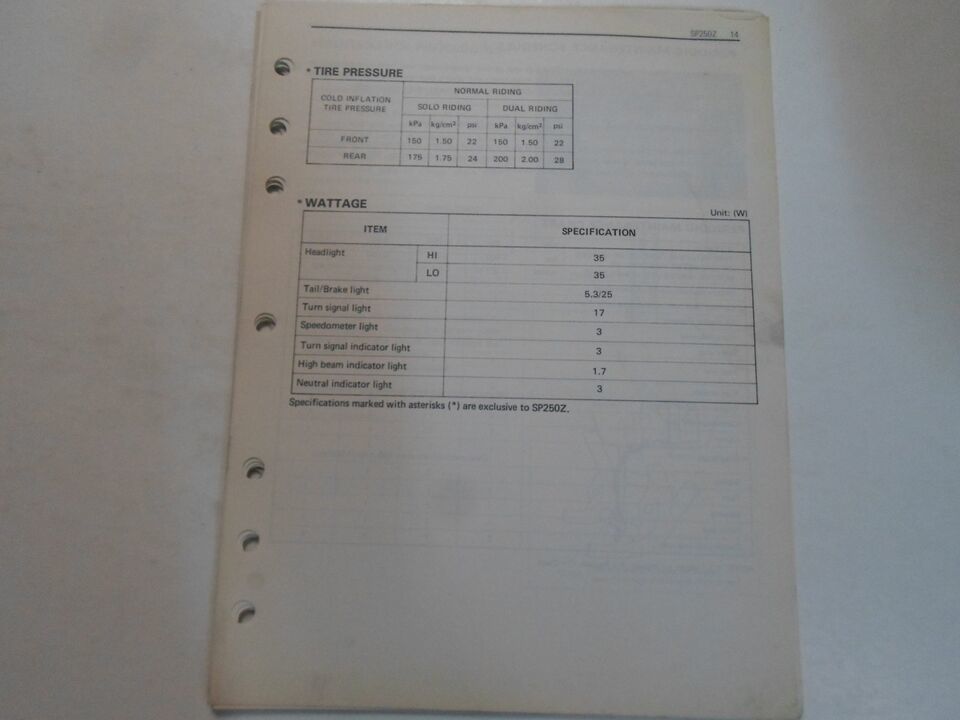 SP250Z 14
* TIRE PRESSURE
COLD INFLATION TIRE PRESSURE NORMAL RIDING
SOLO RIDING DUAL RIDING
kPa kg/cm² psi kPa kg/cm² psi
FRONT 150 1.50 22 150 1.50 22
REAR 175 1.75 24 200 2.00 28
* WATTAGE
Unit: (W)
ITEM SPECIFICATION
Headlight HI 35
LO 35
Tail/Brake light 5.3/25
Turn signal light 17
Speedometer light 3
Turn signal indicator light 3
High beam indicator light 1.7
Neutral indicator light 3
Specifications marked with asterisks (*) are exclusive to SP250Z.